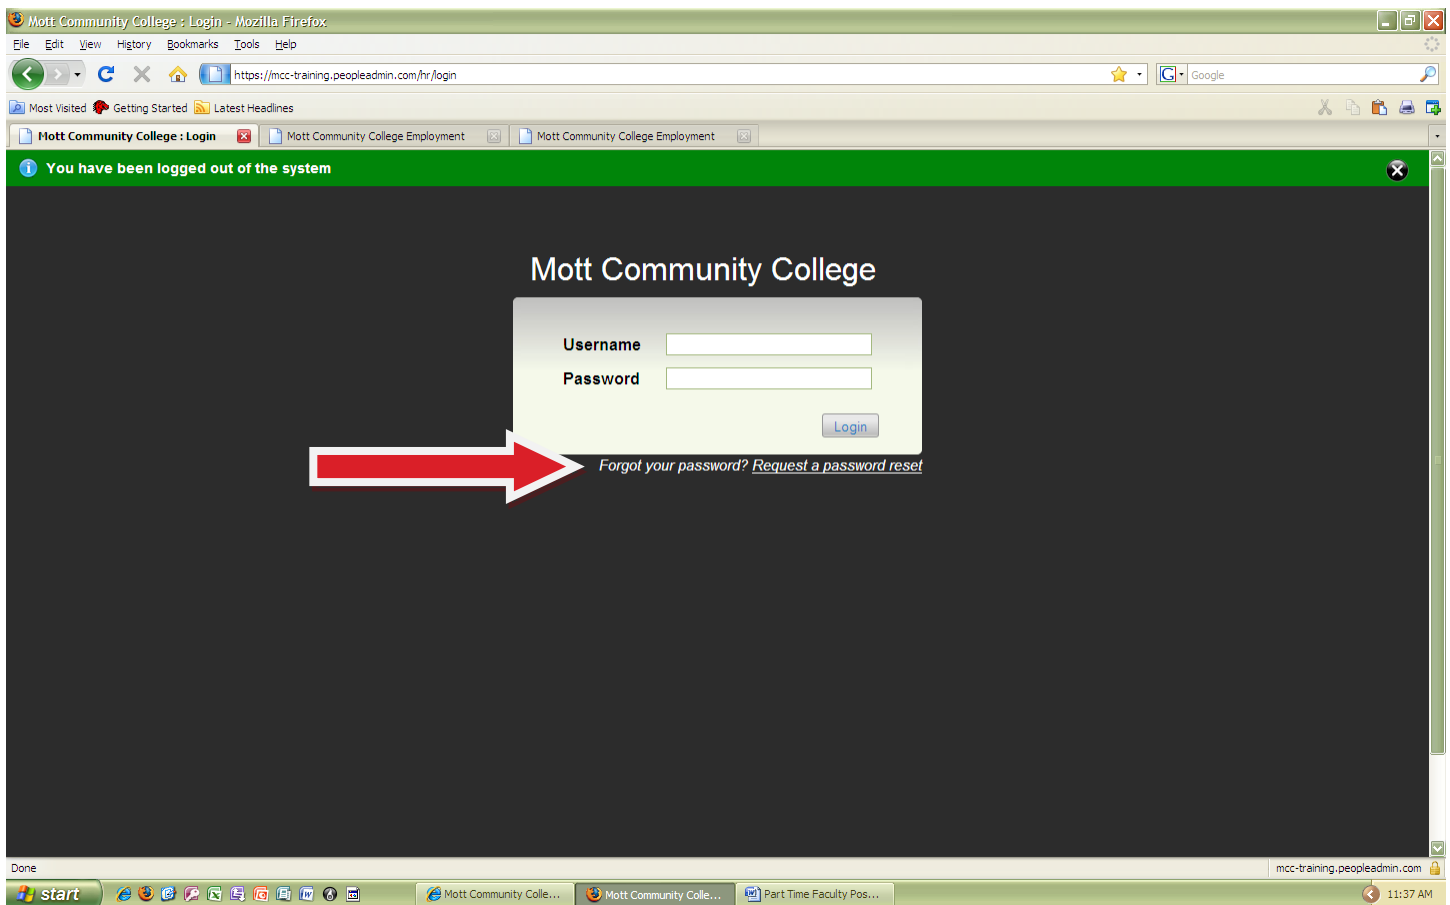 Mott Community College : Login - Mozilla Firefox
File Edit View History Bookmarks Tools Help
https://mcc-training.peopleadmin.com/hr/login
G Google
Most Visited Getting Started Latest Headlines
Mott Community College : Login Mott Community College Employment Mott Community College Employment
You have been logged out of the system
Mott Community College
Username
Password
Login
Forgot your password? Request a password reset
Done mcc-training.peopleadmin.com
start Mott Community Colle... Mott Community Colle... Part Time Faculty Pos... 11:37 AM